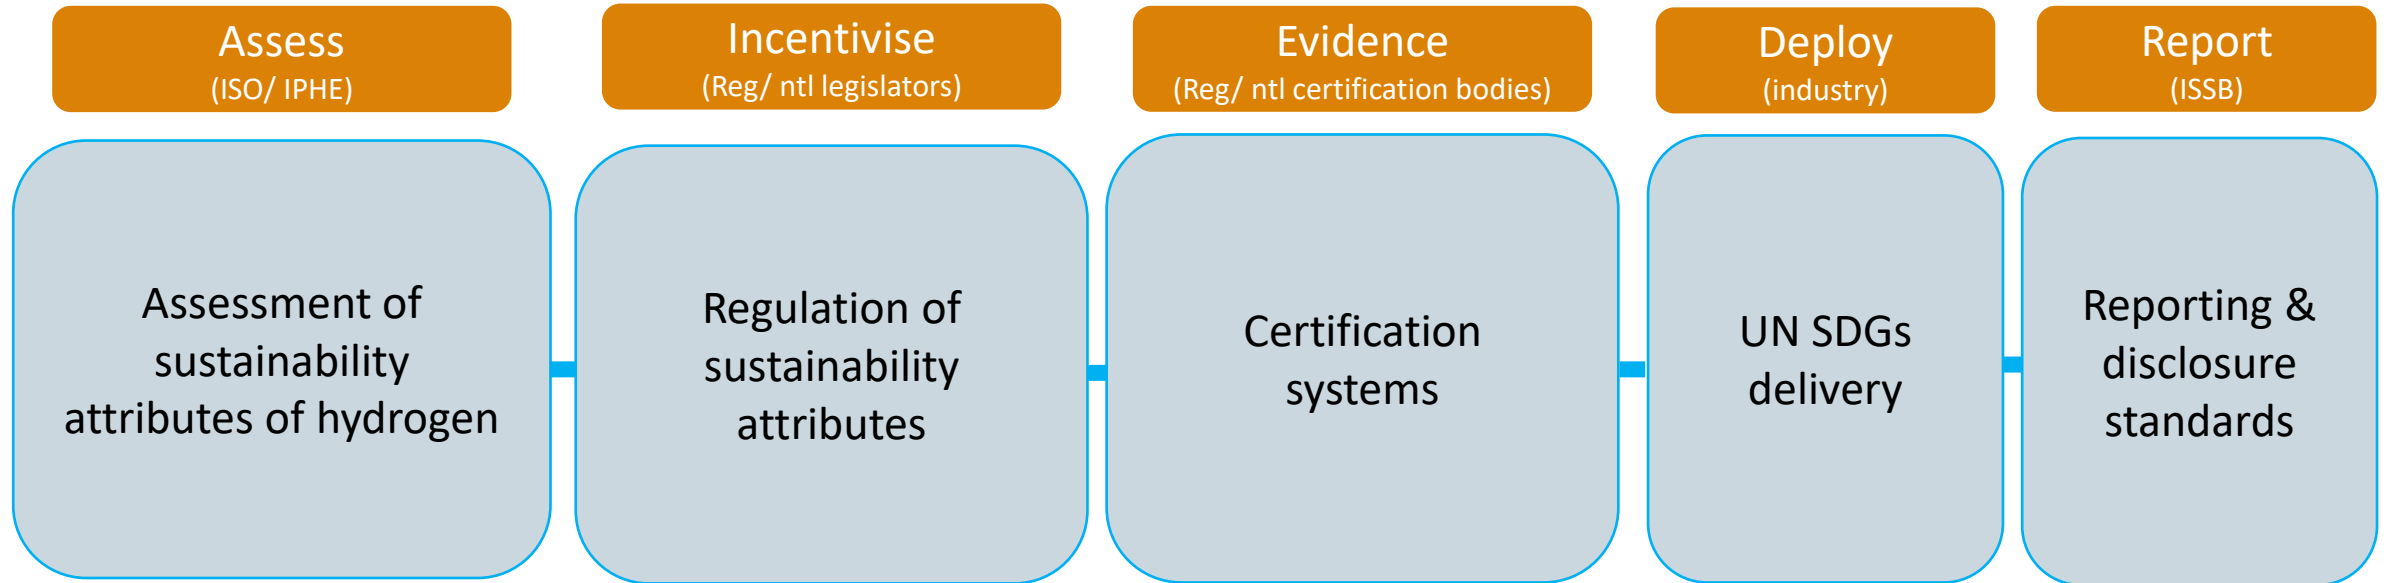 Assess
(ISO/ IPHE)
Incentivise
(Reg/ ntl legislators)
Evidence
(Reg/ ntl certification bodies)
Deploy
(industry)
Report
(ISSB)
Assessment of
sustainability
attributes of hydrogen
Regulation of
sustainability
attributes
Certification
systems
UN SDGs
delivery
Reporting &
disclosure
standards